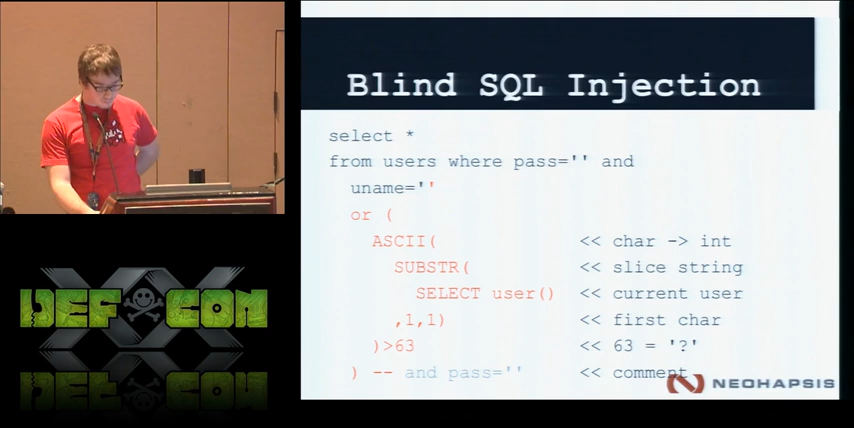 Blind SQL Injection
select *
from users where pass='' and
uname=''
or (
ASCII( << char -> int
SUBSTR( << slice string
SELECT user() << current user
,1,1) << first char
)>63 << 63 = '?'
) -- and pass='' << comment
NEOHAPSIS
DEF CON
XX